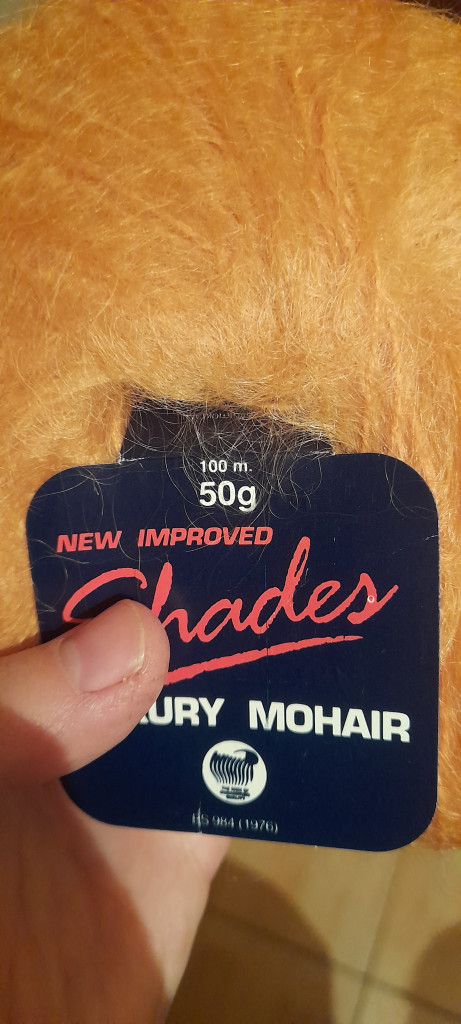 100 m.
50g
NEW IMPROVED
Shades
URY MOHAIR
BS 984 (1976)